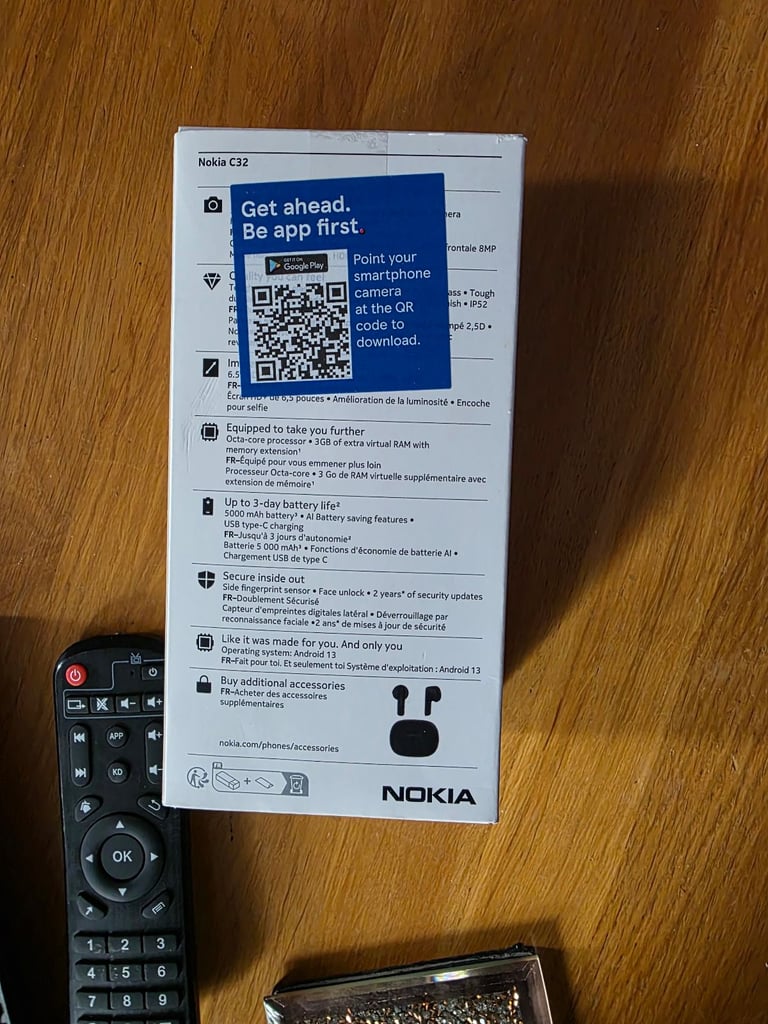 Nokia C32
Get ahead.
Be app first.
GET IT ON
Google Play
Point your
smartphone
camera
at the QR
code to
download.
frontale 8MP
Tough
IP52
2,5D •
6.5
FR–
Écran HD+ de 6,5 pouces • Amélioration de la luminosité • Encoche
pour selfie
Equipped to take you further
Octa-core processor • 3GB of extra virtual RAM with
memory extension¹
FR–Équipé pour vous emmener plus loin
Processeur Octa-core • 3 Go de RAM virtuelle supplémentaire avec
extension de mémoire¹
Up to 3-day battery life²
5000 mAh battery³ • AI Battery saving features •
USB type-C charging
FR–Jusqu'à 3 jours d'autonomie²
Batterie 5 000 mAh³ • Fonctions d'économie de batterie AI •
Chargement USB de type C
Secure inside out
Side fingerprint sensor • Face unlock • 2 years⁴ of security updates
FR–Doublement Sécurisé
Capteur d'empreintes digitales latéral • Déverrouillage par
reconnaissance faciale •2 ans⁴ de mises à jour de sécurité
Like it was made for you. And only you
Operating system: Android 13
FR–Fait pour toi. Et seulement toi Système d'exploitation : Android 13
Buy additional accessories
FR–Acheter des accessoires
supplémentaires
nokia.com/phones/accessories
NOKIA
APP
KD
OK
1 2 3
4 5 6
7 8 9